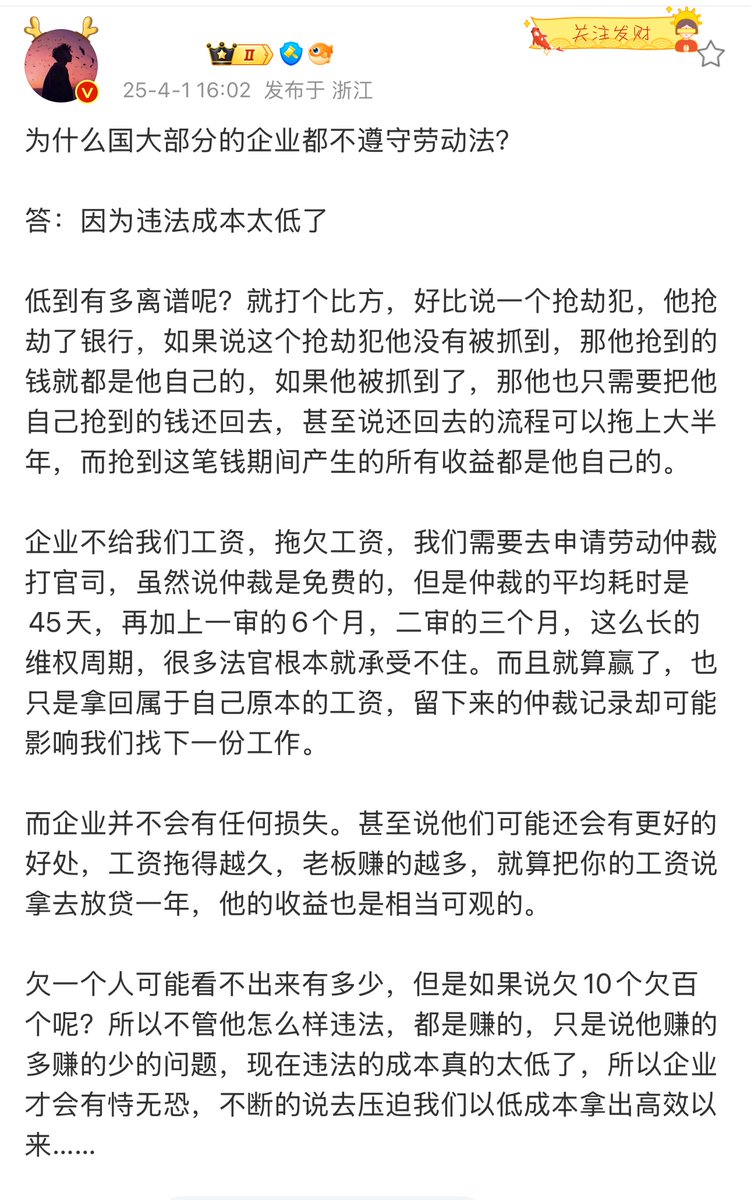 关注发财
II
V
25-4-1 16:02 发布于 浙江
为什么国大部分的企业都不遵守劳动法？
答：因为违法成本太低了
低到有多离谱呢？就打个比方，好比说一个抢劫犯，他抢
劫了银行，如果说这个抢劫犯他没有被抓到，那他抢到的
钱就都是他自己的，如果他被抓到了，那他也只需要把他
自己抢到的钱还回去，甚至说还回去的流程可以拖上大半
年，而抢到这笔钱期间产生的所有收益都是他自己的。
企业不给我们工资，拖欠工资，我们需要去申请劳动仲裁
打官司，虽然说仲裁是免费的，但是仲裁的平均耗时是
45天，再加上一审的6个月，二审的三个月，这么长的
维权周期，很多法官根本就承受不住。而且就算赢了，也
只是拿回属于自己原本的工资，留下来的仲裁记录却可能
影响我们找下一份工作。
而企业并不会有任何损失。甚至说他们可能还会有更好的
好处，工资拖得越久，老板赚的越多，就算把你的工资说
拿去放贷一年，他的收益也是相当可观的。
欠一个人可能看不出来有多少，但是如果说欠10个欠百
个呢？所以不管他怎么样违法，都是赚的，只是说他赚的
多赚的少的问题，现在违法的成本真的太低了，所以企业
才会有恃无恐，不断的说去压迫我们以低成本拿出高效以
来……